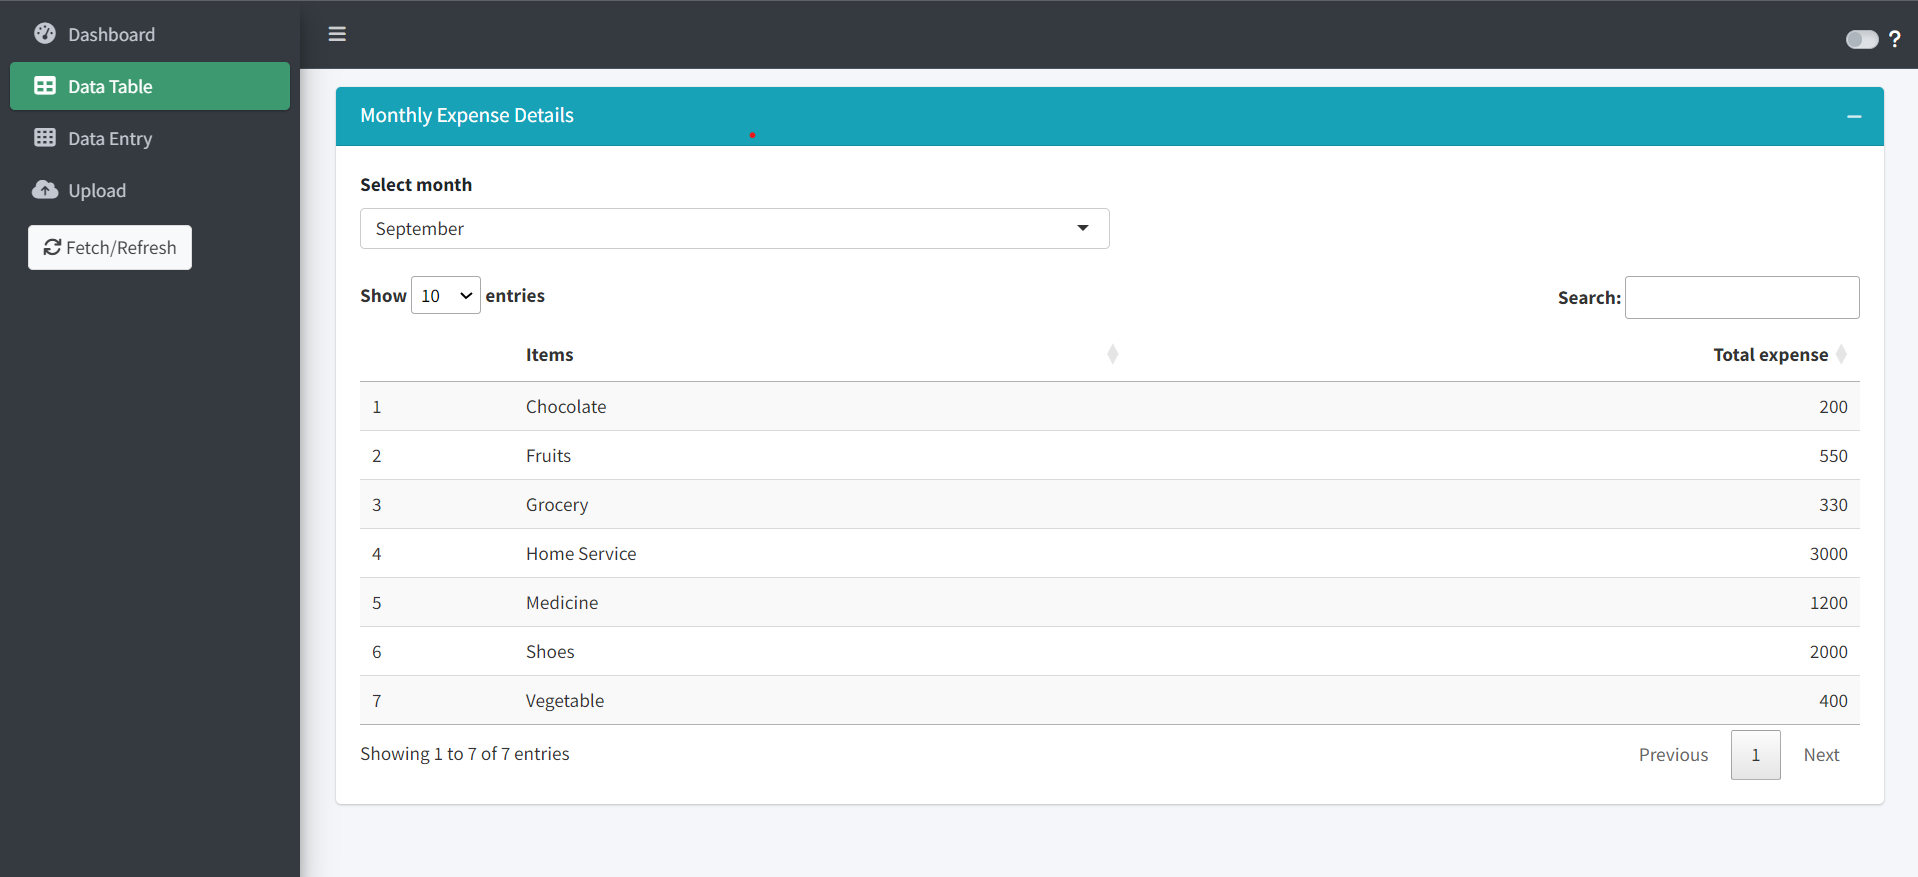 Dashboard
Data Table
Data Entry
Upload
Fetch/Refresh
?
Monthly Expense Details
Select month
September
Show 10 entries
Search:
Items Total expense
1 Chocolate 200
2 Fruits 550
3 Grocery 330
4 Home Service 3000
5 Medicine 1200
6 Shoes 2000
7 Vegetable 400
Showing 1 to 7 of 7 entries
Previous 1 Next